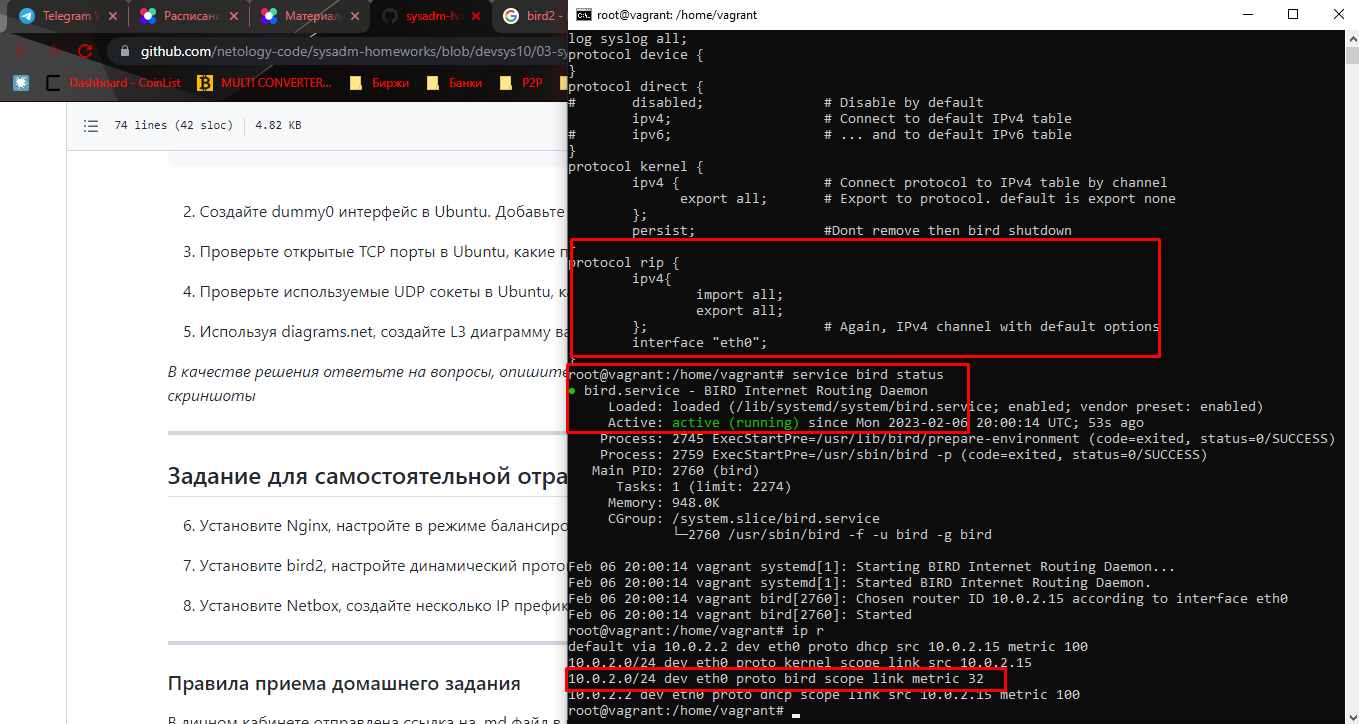 Telegram W
Расписани
Материал
sysadm-ho
bird2 -
github.com/netology-code/sysadm-homeworks/blob/devsys10/03-sy
Dashboard - CoinList
MULTI CONVERTER...
Биржи
Банки
P2P
74 lines (42 sloc)
4.82 KB
2. Создайте dummy0 интерфейс в Ubuntu. Добавьте
3. Проверьте открытые TCP порты в Ubuntu, какие п
4. Проверьте используемые UDP сокеты в Ubuntu, к
5. Используя diagrams.net, создайте L3 диаграмму ва
В качестве решения ответьте на вопросы, опишите
скриншоты
Задание для самостоятельной отра
6. Установите Nginx, настройте в режиме балансиро
7. Установите bird2, настройте динамический прото
8. Установите Netbox, создайте несколько IP префик
Правила приема домашнего задания
В личном кабинете отправлена ссылка на .md файл в
root@vagrant: /home/vagrant
log syslog all;
protocol device {
}
protocol direct {
#       disabled;               # Disable by default
        ipv4;                   # Connect to default IPv4 table
#       ipv6;                   # ... and to default IPv6 table
}
protocol kernel {
        ipv4 {                  # Connect protocol to IPv4 table by channel
              export all;       # Export to protocol. default is export none
        };
        persist;                #Dont remove then bird shutdown
}
protocol rip {
        ipv4{
                import all;
                export all;
        };                      # Again, IPv4 channel with default options
        interface "eth0";
}
root@vagrant:/home/vagrant# service bird status
● bird.service - BIRD Internet Routing Daemon
     Loaded: loaded (/lib/systemd/system/bird.service; enabled; vendor preset: enabled)
     Active: active (running) since Mon 2023-02-06 20:00:14 UTC; 53s ago
    Process: 2745 ExecStartPre=/usr/lib/bird/prepare-environment (code=exited, status=0/SUCCESS)
    Process: 2759 ExecStartPre=/usr/sbin/bird -p (code=exited, status=0/SUCCESS)
   Main PID: 2760 (bird)
      Tasks: 1 (limit: 2274)
     Memory: 948.0K
     CGroup: /system.slice/bird.service
             └─2760 /usr/sbin/bird -f -u bird -g bird
Feb 06 20:00:14 vagrant systemd[1]: Starting BIRD Internet Routing Daemon...
Feb 06 20:00:14 vagrant systemd[1]: Started BIRD Internet Routing Daemon.
Feb 06 20:00:14 vagrant bird[2760]: Chosen router ID 10.0.2.15 according to interface eth0
Feb 06 20:00:14 vagrant bird[2760]: Started
root@vagrant:/home/vagrant# ip r
default via 10.0.2.2 dev eth0 proto dhcp src 10.0.2.15 metric 100
10.0.2.0/24 dev eth0 proto kernel scope link src 10.0.2.15
10.0.2.0/24 dev eth0 proto bird scope link metric 32
10.0.2.2 dev eth0 proto dhcp scope link src 10.0.2.15 metric 100
root@vagrant:/home/vagrant#